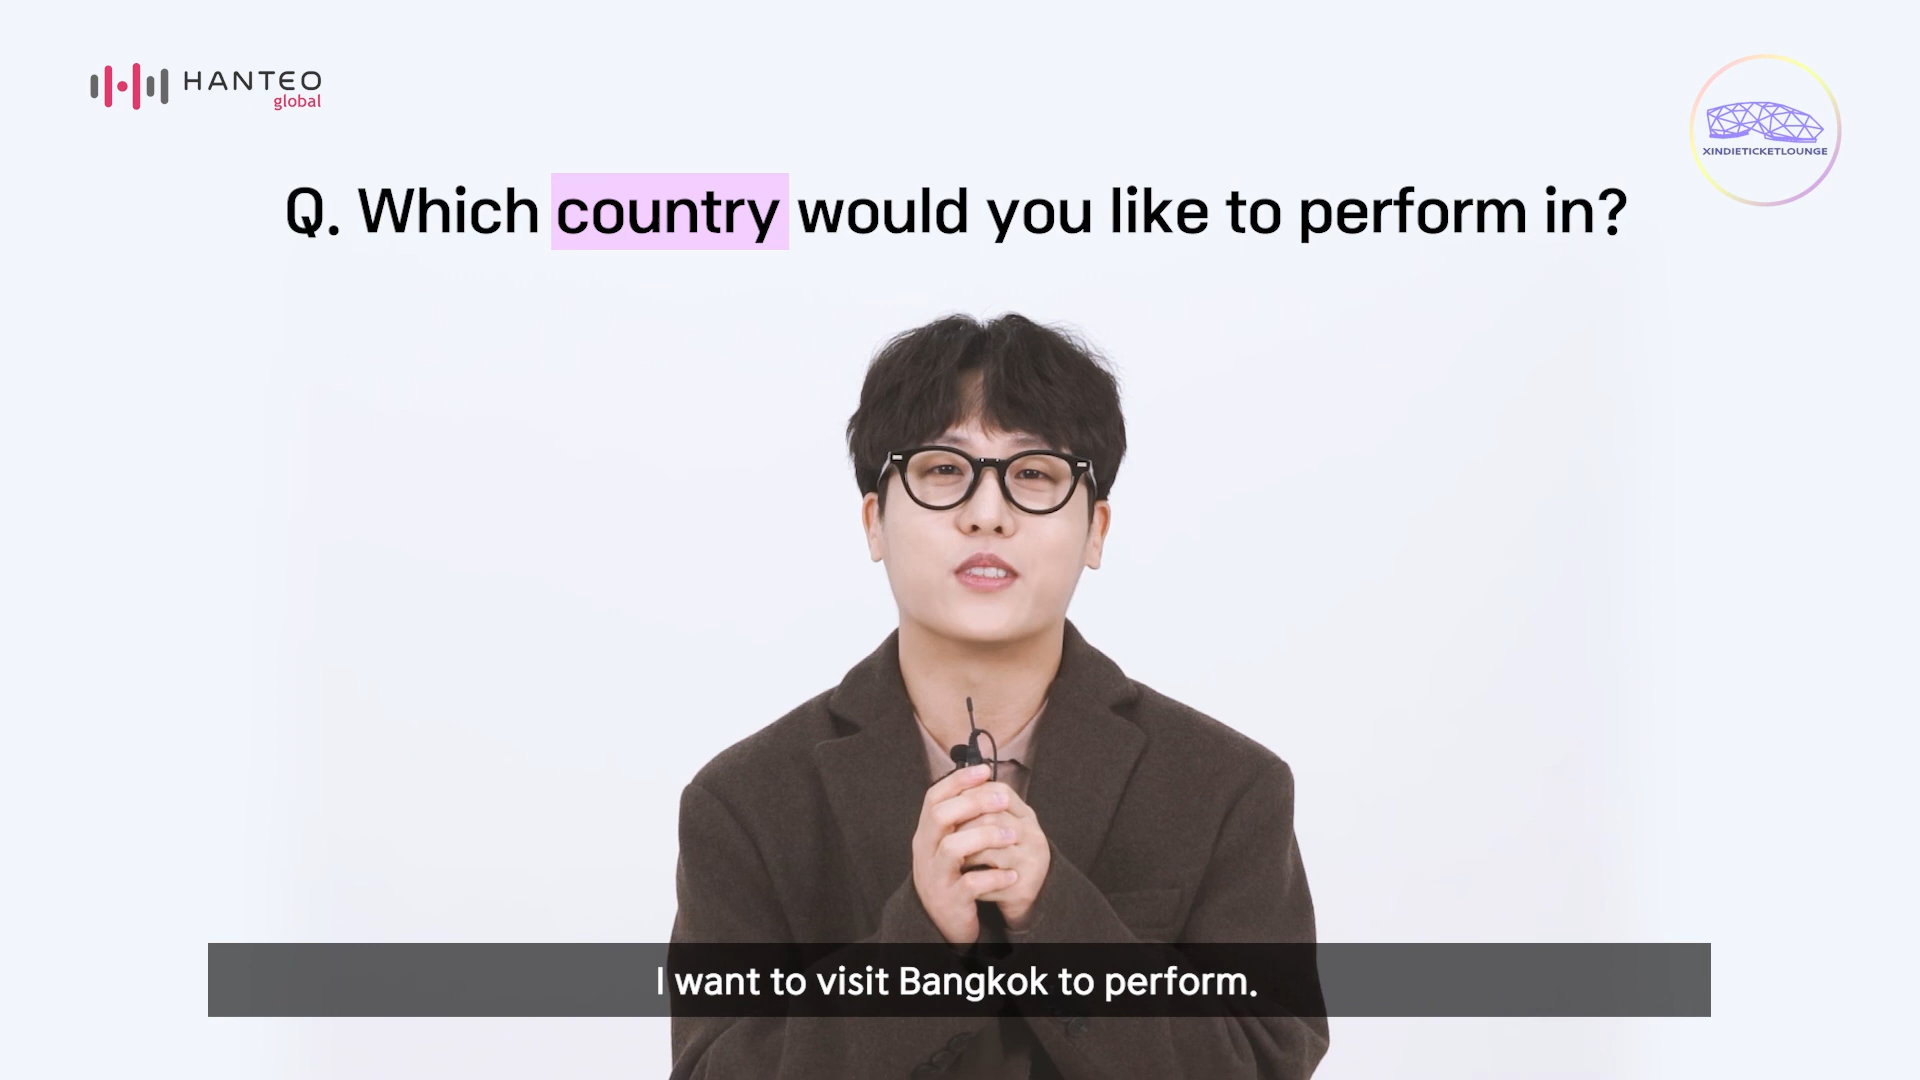 HANTEO
global
XINDIETICKETLOUNGE
Q. Which country would you like to perform in?
I want to visit Bangkok to perform.